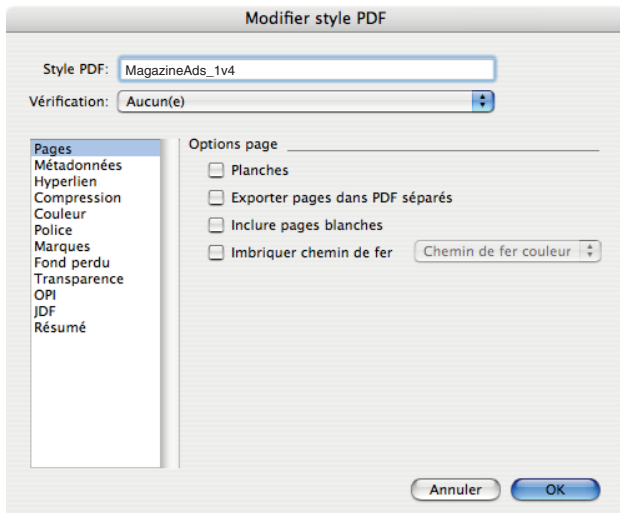 Modifier style PDF
Style PDF: MagazineAds_1v4
Vérification: Aucun(e)
Pages
Métadonnées
Hyperlien
Compression
Couleur
Police
Marques
Fond perdu
Transparence
OPI
JDF
Résumé
Options page
Planches
Exporter pages dans PDF séparés
Inclure pages blanches
Imbriquer chemin de fer Chemin de fer couleur
Annuler OK